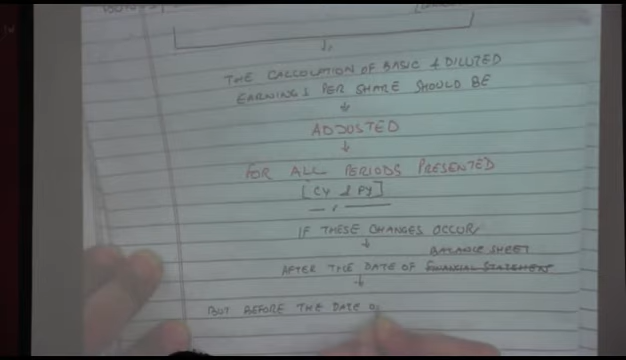 THE CALCULATION OF BASIC & DILUTED
EARNINGS PER SHARE SHOULD BE
ADJUSTED
FOR ALL PERIODS PRESENTED
[CY & PY]
IF THESE CHANGES OCCUR
BALANCE SHEET
AFTER THE DATE OF FINANCIAL STATEMENT
BUT BEFORE THE DATE O